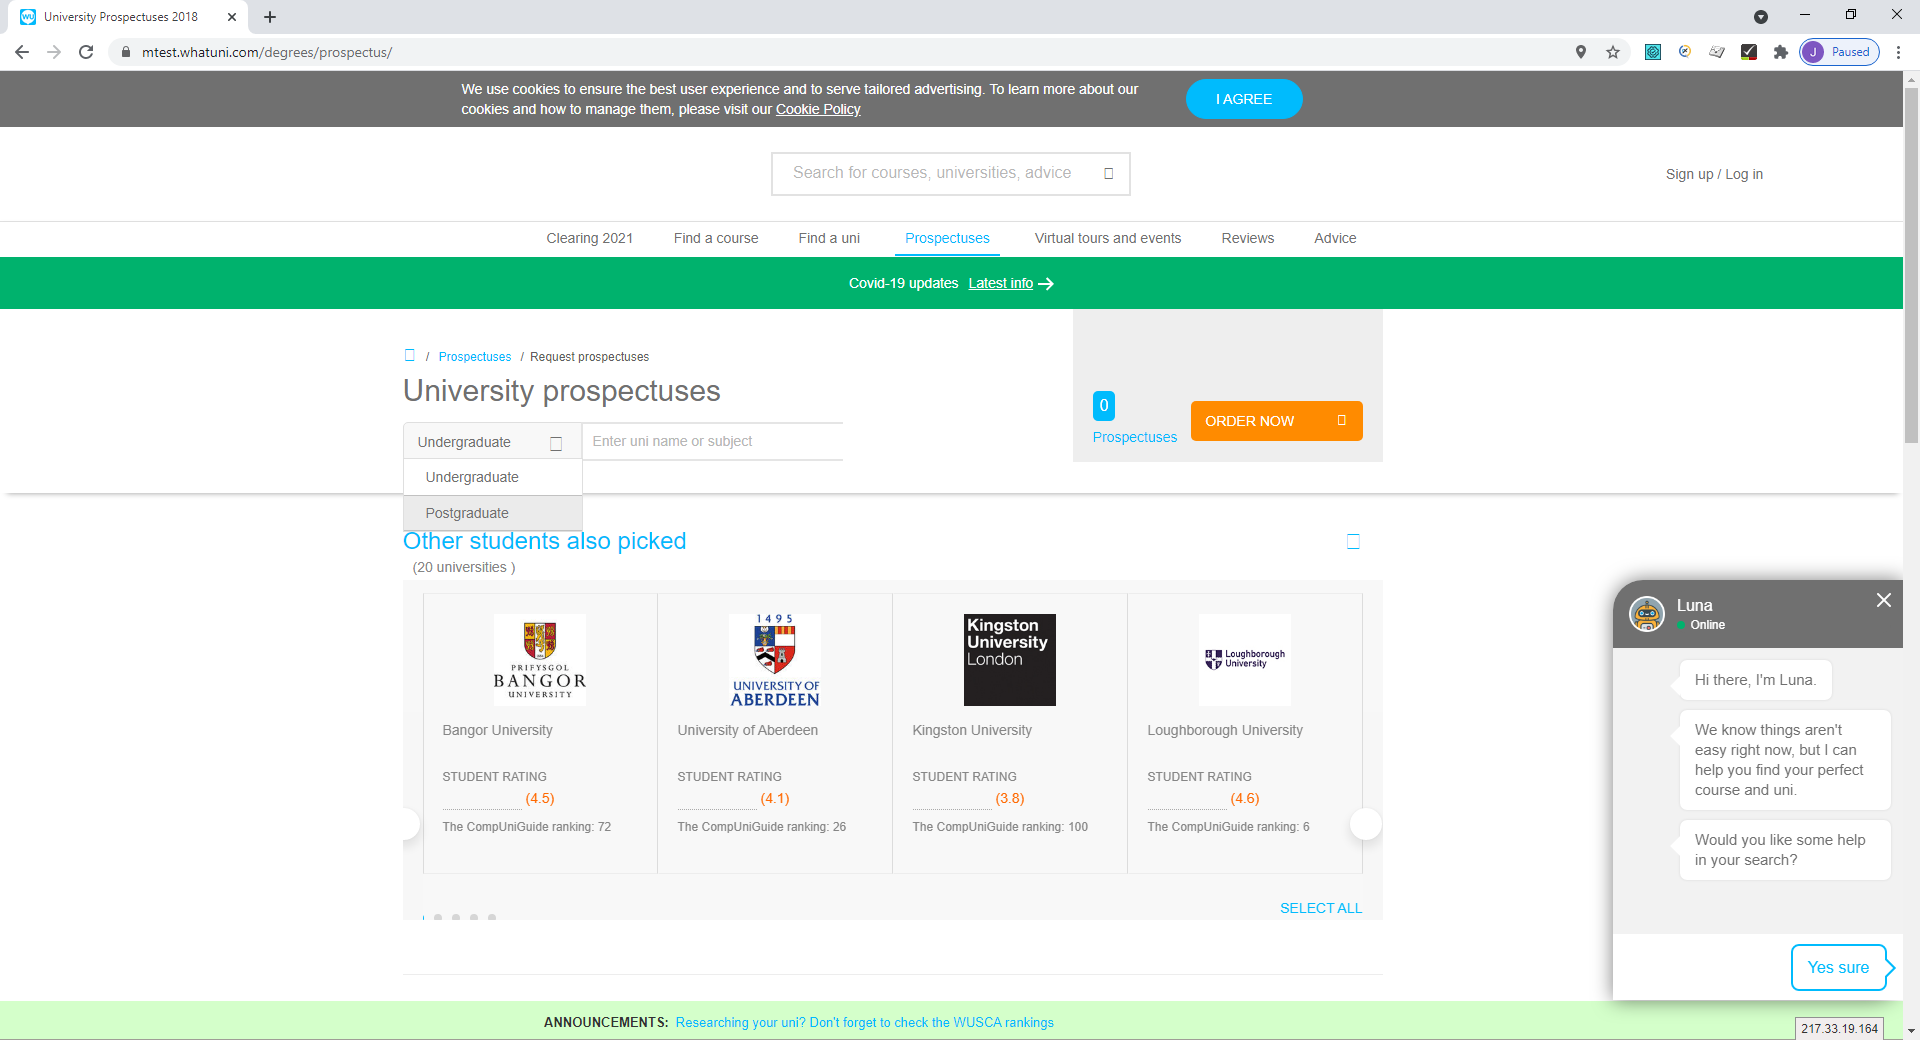 University Prospectuses 2018
mtest.whatuni.com/degrees/prospectus/
J Paused
We use cookies to ensure the best user experience and to serve tailored advertising. To learn more about our
cookies and how to manage them, please visit our Cookie Policy
I AGREE
Search for courses, universities, advice
Sign up / Log in
Clearing 2021 Find a course Find a uni Prospectuses Virtual tours and events Reviews Advice
Covid-19 updates Latest info
/ Prospectuses / Request prospectuses
University prospectuses
0
Prospectuses
ORDER NOW
Undergraduate
Enter uni name or subject
Undergraduate
Postgraduate
Other students also picked
(20 universities )
PRIFYSGOL
BANGOR
UNIVERSITY
1495
UNIVERSITY OF
ABERDEEN
Kingston
University
London
Loughborough
University
Bangor University University of Aberdeen Kingston University Loughborough University
STUDENT RATING STUDENT RATING STUDENT RATING STUDENT RATING
(4.5) (4.1) (3.8) (4.6)
The CompUniGuide ranking: 72 The CompUniGuide ranking: 26 The CompUniGuide ranking: 100 The CompUniGuide ranking: 6
SELECT ALL
Luna
Online
Hi there, I'm Luna.
We know things aren't
easy right now, but I can
help you find your perfect
course and uni.
Would you like some help
in your search?
Yes sure
ANNOUNCEMENTS: Researching your uni? Don't forget to check the WUSCA rankings
217.33.19.164